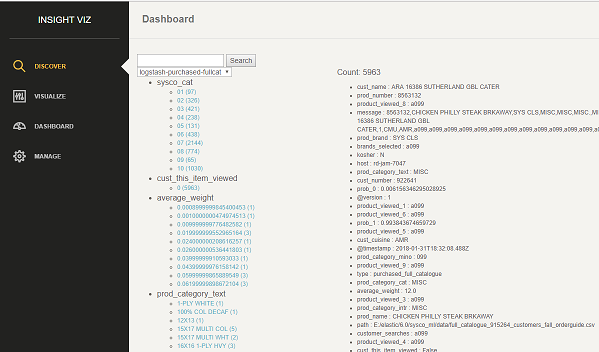 INSIGHT VIZ
Dashboard
DISCOVER
VISUALIZE
DASHBOARD
MANAGE
Search
logstash-purchased-fullcat
sysco_cat
01 (97)
02 (326)
03 (421)
04 (238)
05 (131)
06 (438)
07 (2144)
08 (774)
09 (65)
10 (1030)
cust_this_item_viewed
0 (5963)
average_weight
0.0008999999845400453 (1)
0.0010000000474974513 (1)
0.009999999776482582 (1)
0.019999999552965164 (3)
0.024000000208616257 (1)
0.026000000536441803 (1)
0.03999999910593033 (1)
0.04399999976158142 (1)
0.05999999865889549 (3)
0.06199999898672104 (3)
prod_category_text
1-PLY WHITE (1)
100% COL DECAF (1)
12X13 (1)
15X17 MULTI COL (5)
15X17 MULTI WHT (2)
16X16 1-PLY HVY (3)
Count: 5963
cust_name : ARA 16386 SUTHERLAND GBL CATER
prod_number : 8563132
product_viewed_8 : a099
message : 8563132,CHICKEN PHILLY STEAK BRKAWAY,SYS CLS,MISC,MISC,MISC,
16386 SUTHERLAND GBL
CATER,1,CMU,AMR,a099,a099,a099,a099,a099,a099,a099,a099,a099,a099,a099
prod_brand : SYS CLS
brands_selected : a099
kosher : N
host : rd-jam-7047
prod_category_text : MISC
cust_number : 922641
prob_0 : 0.006156346295028925
@version : 1
product_viewed_1 : a099
product_viewed_6 : a099
prob_1 : 0.993843674659729
product_viewed_5 : a099
cust_cuisine : AMR
@timestamp : 2018-01-31T18:32:08.488Z
prod_category_mino : 099
product_viewed_9 : a099
type : purchased_full_catalogue
prod_category_cat : MISC
average_weight : 12.0
product_viewed_3 : a099
prod_category_intr : MISC
prod_name : CHICKEN PHILLY STEAK BRKAWAY
path : E:/elastic/6.0/sysco_ml/data/full_catalogue_915264_customers_fall_orderguide.csv
customer_searches : a099
product_viewed_4 : a099
cust_this_item_viewed : False